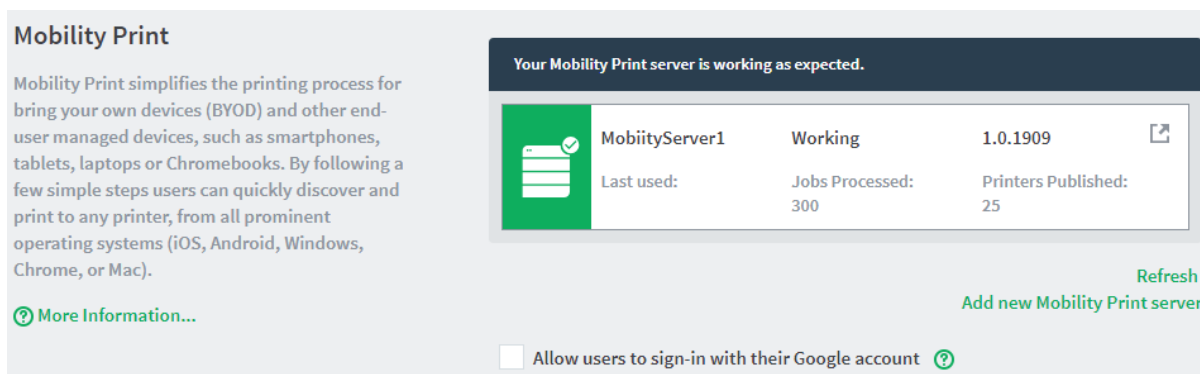 Mobility Print
Mobility Print simplifies the printing process for
bring your own devices (BYOD) and other end-
user managed devices, such as smartphones,
tablets, laptops or Chromebooks. By following a
few simple steps users can quickly discover and
print to any printer, from all prominent
operating systems (iOS, Android, Windows,
Chrome, or Mac).
More Information...
Your Mobility Print server is working as expected.
MobiityServer1 Working 1.0.1909
Last used: Jobs Processed: Printers Published:
300 25
Refresh
Add new Mobility Print server
Allow users to sign-in with their Google account